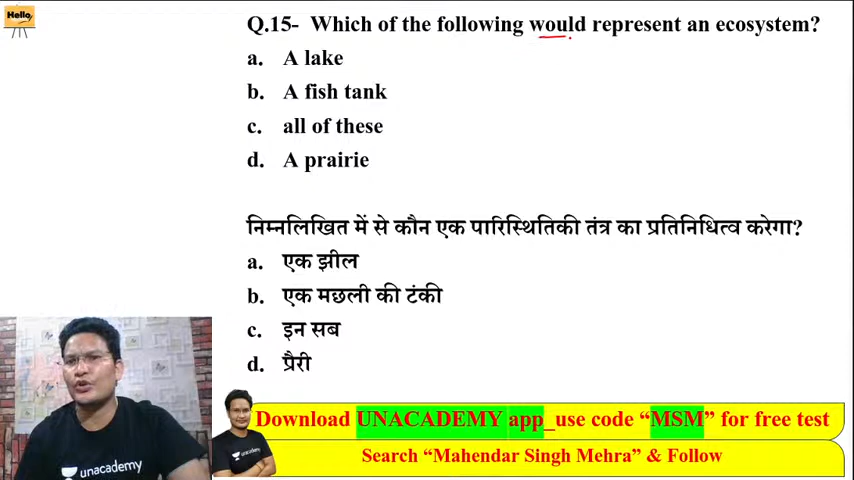 Hello
Q.15- Which of the following would represent an ecosystem?
a. A lake
b. A fish tank
c. all of these
d. A prairie
निम्नलिखित में से कौन एक पारिस्थितिकी तंत्र का प्रतिनिधित्व करेगा?
a. एक झील
b. एक मछली की टंकी
c. इन सब
d. प्रैरी
Download UNACADEMY app_use code “MSM” for free test
Search “Mahendar Singh Mehra” & Follow
unacademy
unacademy